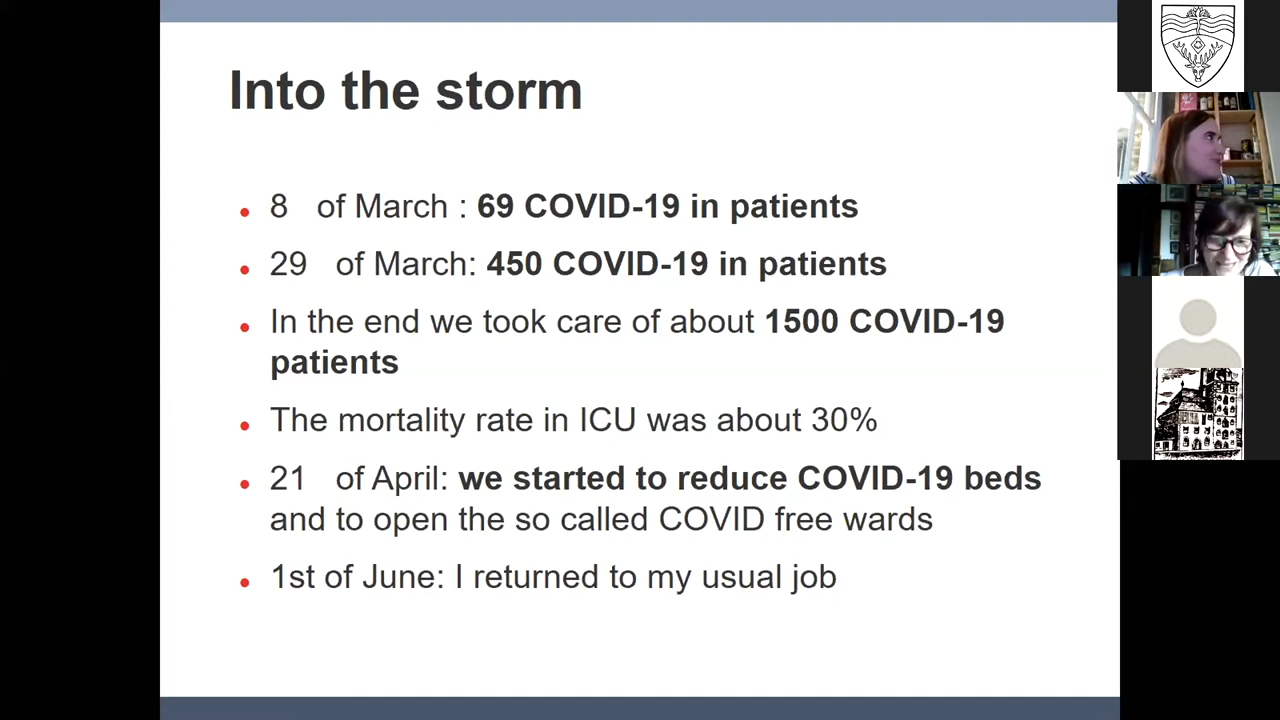 Into the storm
8 of March : 69 COVID-19 in patients
29 of March: 450 COVID-19 in patients
In the end we took care of about 1500 COVID-19
patients
The mortality rate in ICU was about 30%
21 of April: we started to reduce COVID-19 beds
and to open the so called COVID free wards
1st of June: I returned to my usual job